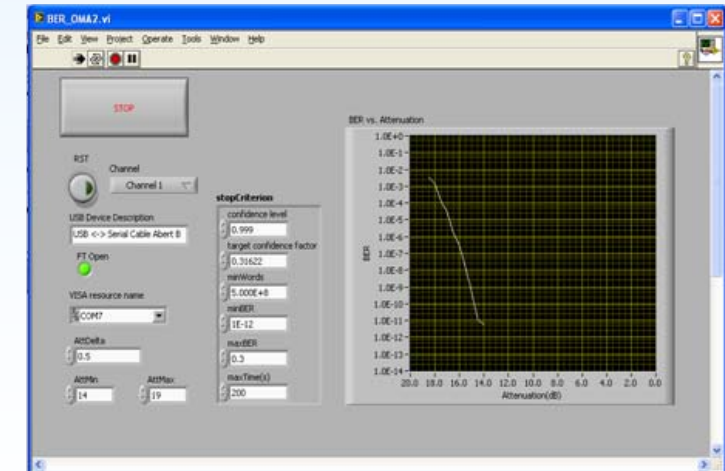 BER_OMA2.vi
File Edit View Project Operate Tools Window Help
STOP
RST
Channel
Channel 1
USB Device Description
USB <-> Serial Cable Abert B
FT Open
VISA resource name
COM7
AttDelta
0.5
AttMin AttMax
14 19
stopCriterion
confidence level
0.999
target confidence factor
0.31622
minWords
5.000E+8
minBER
1E-12
maxBER
0.3
maxTime(s)
200
BER vs. Attenuation
1.0E+0
1.0E-1
1.0E-2
1.0E-3
1.0E-4
1.0E-5
1.0E-6
1.0E-7
1.0E-8
1.0E-9
1.0E-10
1.0E-11
1.0E-12
1.0E-13
1.0E-14
BER
20.0 18.0 16.0 14.0 12.0 10.0 8.0 6.0 4.0 2.0 0.0
Attenuation(dB)